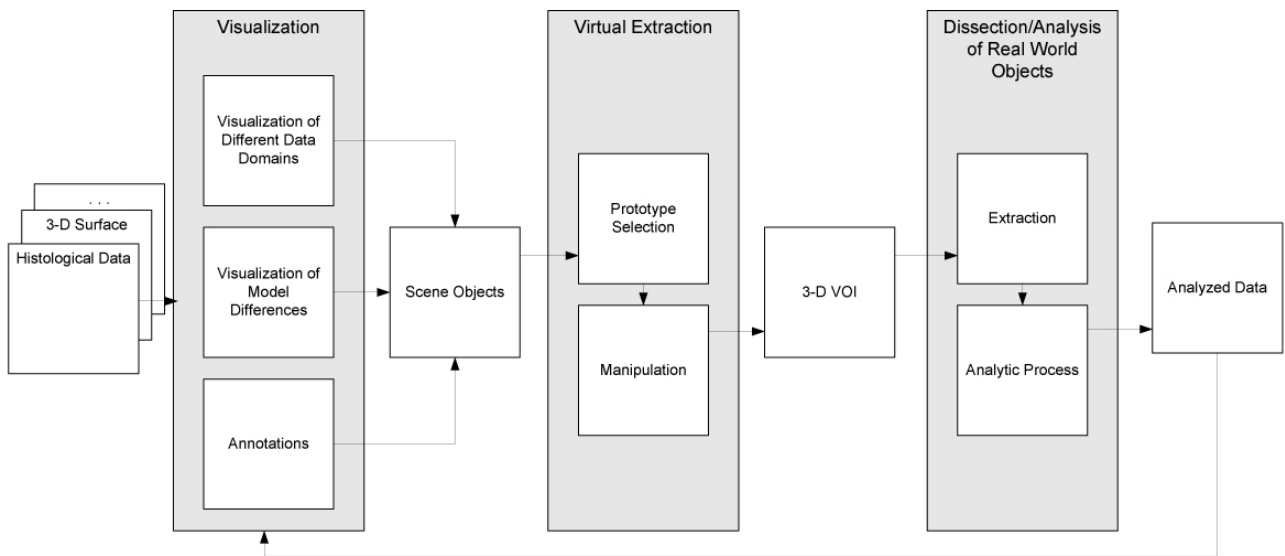 Visualization
Visualization of
Different Data
Domains
. . .
3-D Surface
Histological Data
Visualization of
Model
Differences
Annotations
Scene Objects
Virtual Extraction
Prototype
Selection
Manipulation
3-D VOI
Dissection/Analysis
of Real World
Objects
Extraction
Analytic Process
Analyzed Data